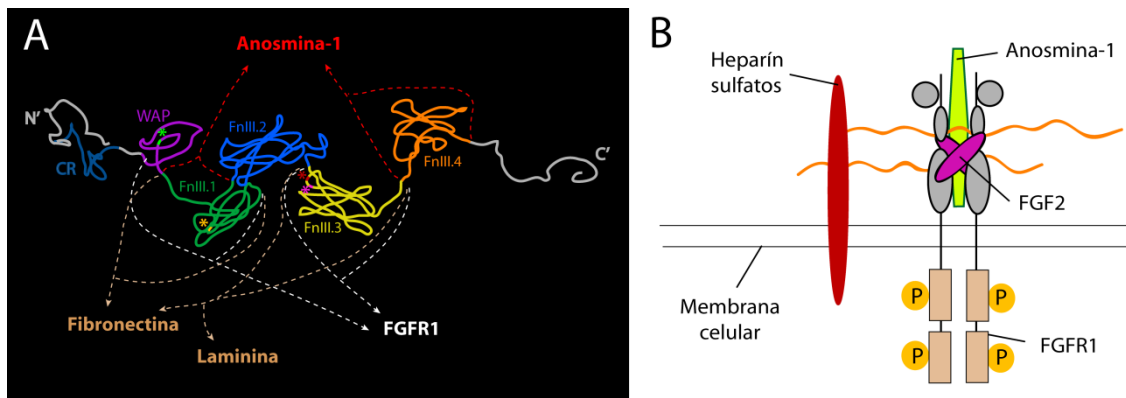 A
Anosmina-1
N'
WAP
*
CR
FnIII.2
FnIII.1
*
*
*
FnIII.3
FnIII.4
C'
Fibronectina
Laminina
FGFR1
B
Heparín
sulfatos
Anosmina-1
FGF2
Membrana
celular
P
P
P
P
FGFR1